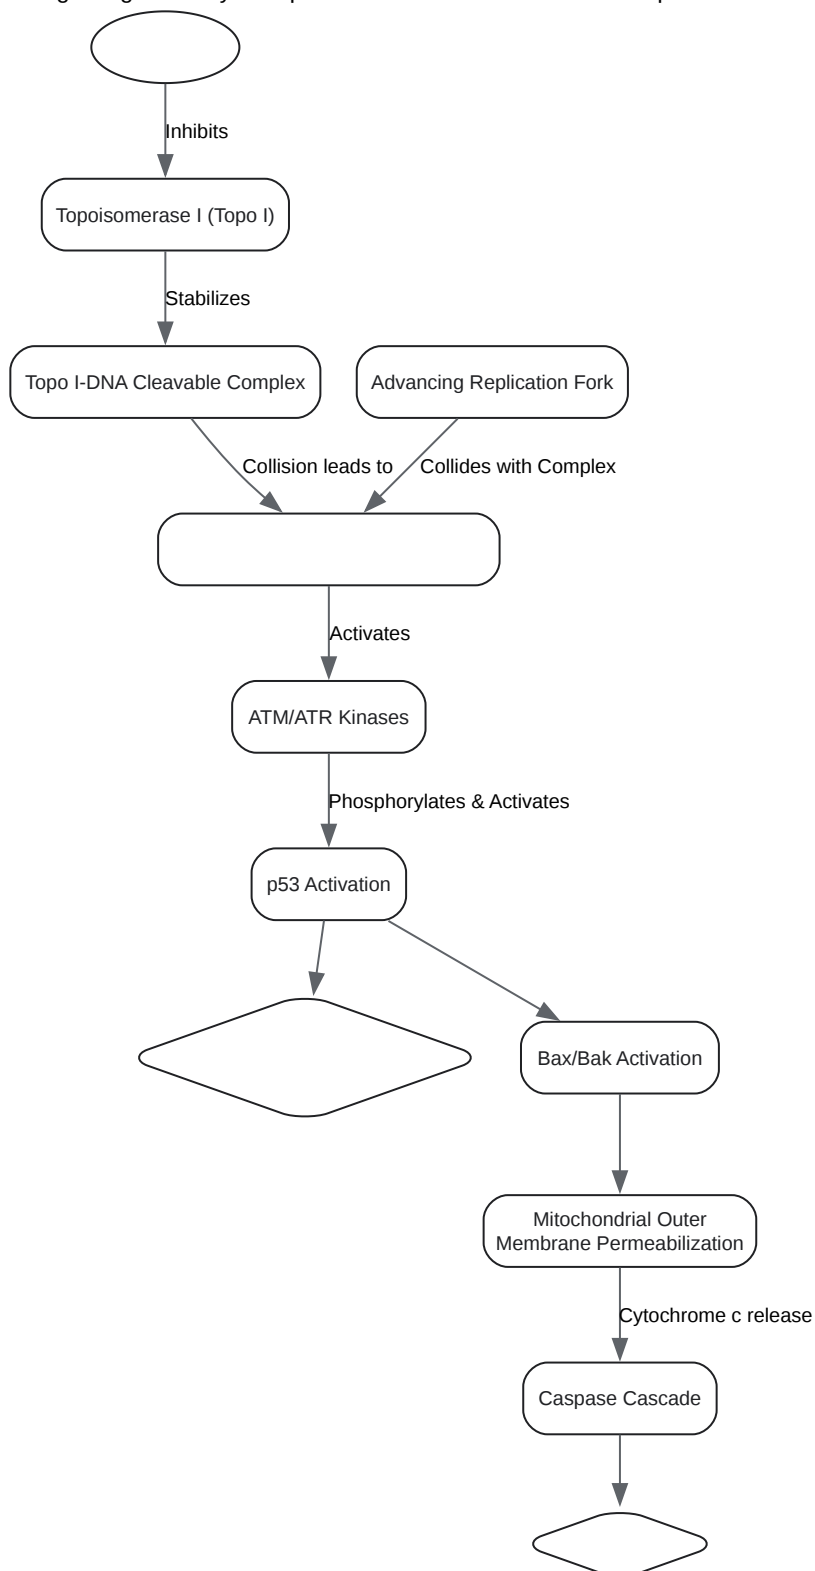 Inhibits
Topoisomerase I (Topo I)
Stabilizes
Topo I-DNA Cleavable Complex
Advancing Replication Fork
Collision leads to
Collides with Complex
Activates
ATM/ATR Kinases
Phosphorylates & Activates
p53 Activation
Bax/Bak Activation
Mitochondrial Outer
Membrane Permeabilization
Cytochrome c release
Caspase Cascade